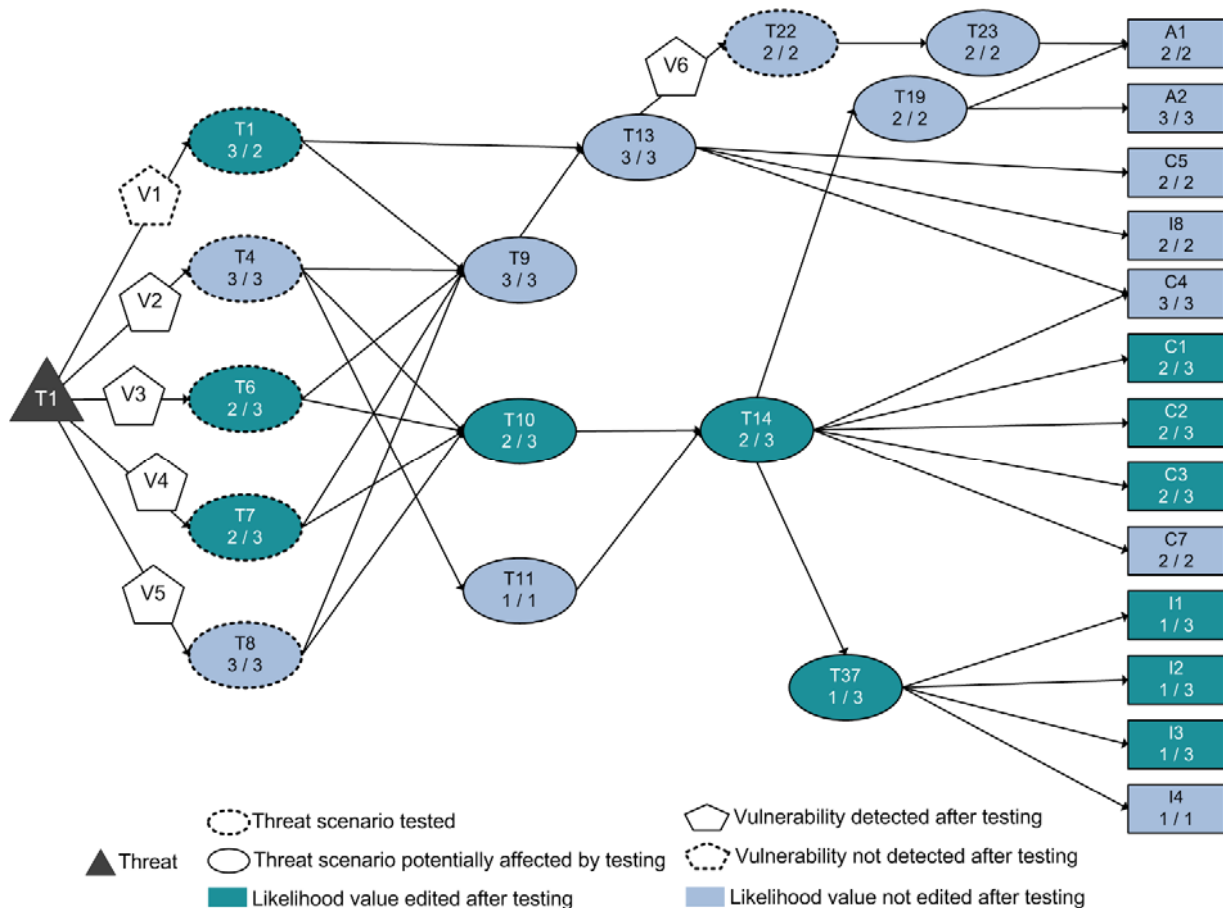 T22
2 / 2
T23
2 / 2
A1
2 /2
V6
T19
2 / 2
A2
3 / 3
T1
3 / 2
T13
3 / 3
C5
2 / 2
V1
I8
2 / 2
T4
3 / 3
T9
3 / 3
C4
3 / 3
V2
C1
2 / 3
T1
V3
T6
2 / 3
T10
2 / 3
T14
2 / 3
C2
2 / 3
V4
C3
2 / 3
T7
2 / 3
C7
2 / 2
V5
T11
1 / 1
I1
1 / 3
T8
3 / 3
T37
1 / 3
I2
1 / 3
I3
1 / 3
I4
1 / 1
Threat scenario tested
Vulnerability detected after testing
Threat
Threat scenario potentially affected by testing
Vulnerability not detected after testing
Likelihood value edited after testing
Likelihood value not edited after testing